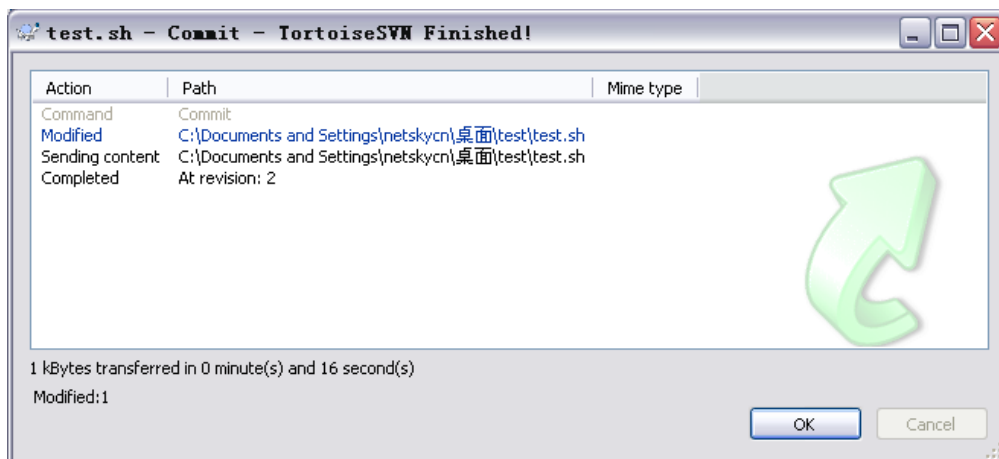 test.sh - Commit - TortoiseSVN Finished!
Action Path Mime type
Command Commit
Modified C:\Documents and Settings\netskycn\桌面\test\test.sh
Sending content C:\Documents and Settings\netskycn\桌面\test\test.sh
Completed At revision: 2
1 kBytes transferred in 0 minute(s) and 16 second(s)
Modified:1
OK Cancel